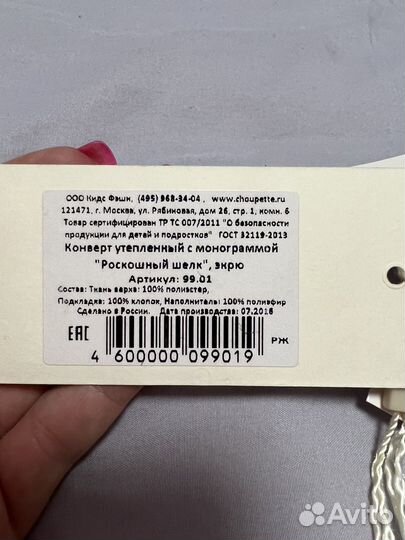 ООО Кидс Фэшн, (495) 968-34-04 , www.choupette.ru
121471, г. Москва, ул. Рябиновая, дом 26, стр. 1, комн. 6
Товар сертифицирован ТР ТС 007/2011 "О безопасности
продукции для детей и подростков" ГОСТ 32119-2013
Конверт утепленный с монограммой
"Роскошный шелк", экрю
Артикул: 99.01
Состав: Ткань верха: 100% полиэстер,
Подкладка: 100% хлопок, Наполнитель: 100% полиэфир
Сделано в России. Дата производства: 07.2016
EAC
РЖ
4 600000 099019
Avito